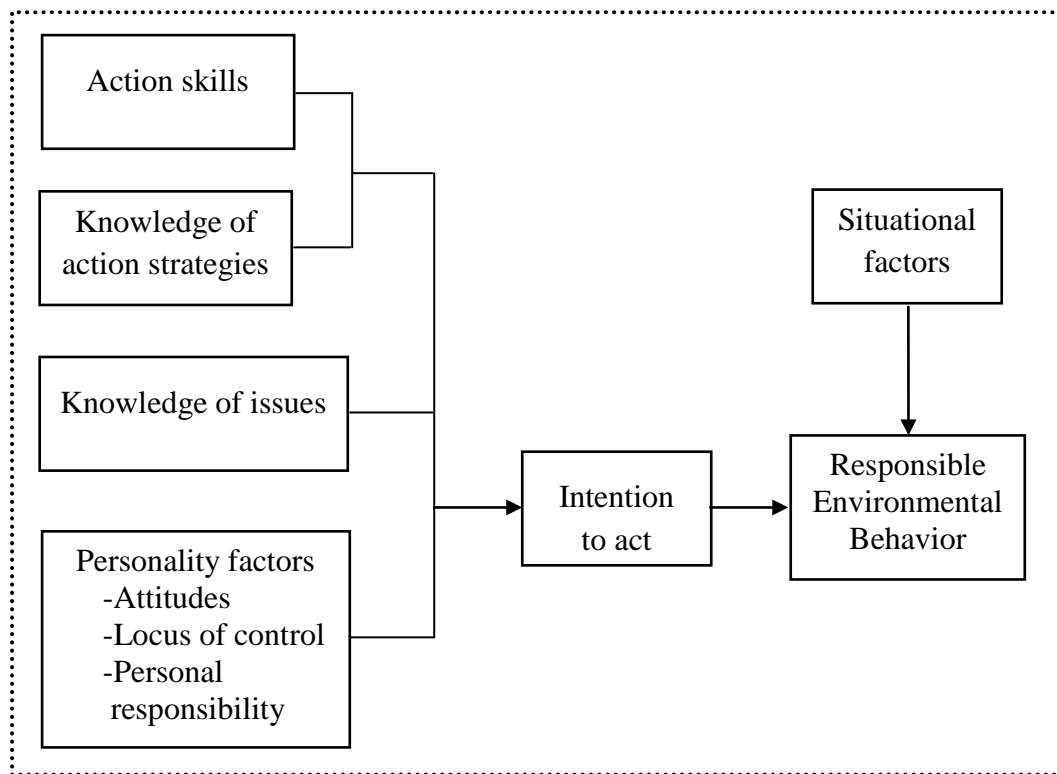 Action skills
Knowledge of
action strategies
Knowledge of issues
Personality factors
-Attitudes
-Locus of control
-Personal
responsibility
Intention
to act
Situational
factors
Responsible
Environmental
Behavior